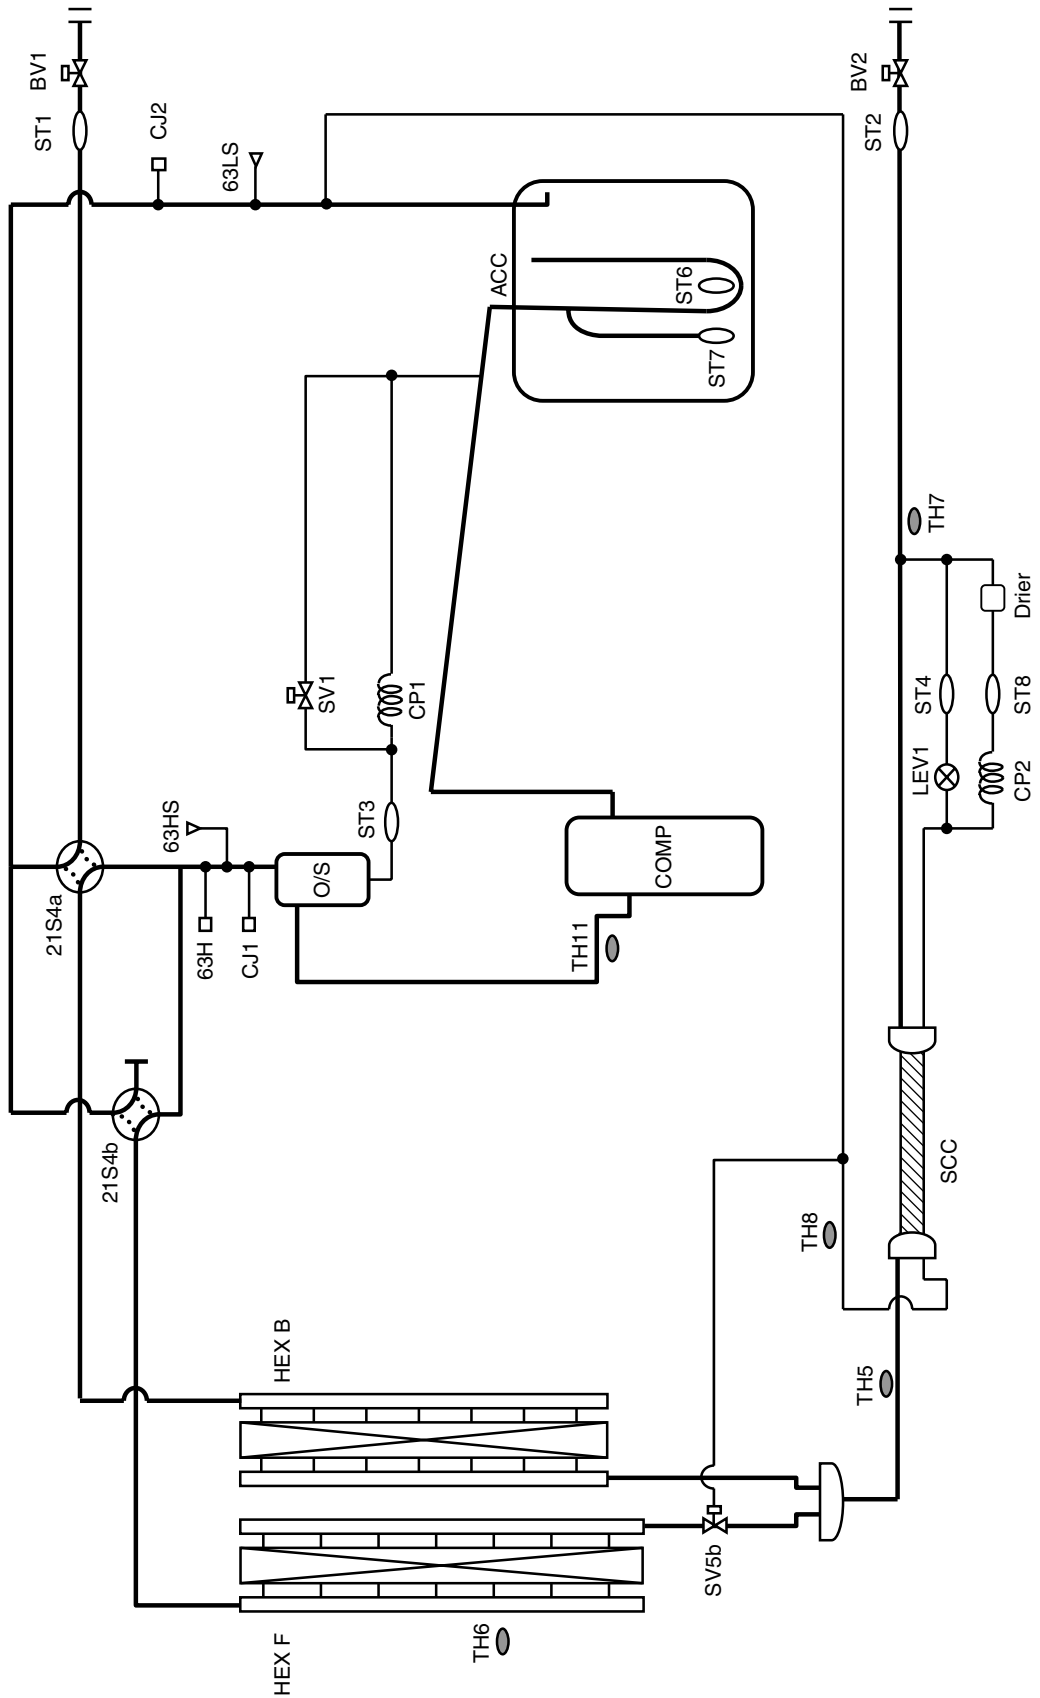 BV1
ST1
CJ2
63LS
BV2
ST2
ACC
ST6
ST7
TH7
Drier
ST4
ST8
LEV1
CP2
SV1
CP1
ST3
63HS
21S4a
O/S
COMP
63H
CJ1
TH11
21S4b
SCC
TH8
HEX B
TH5
SV5b
TH6
HEX F